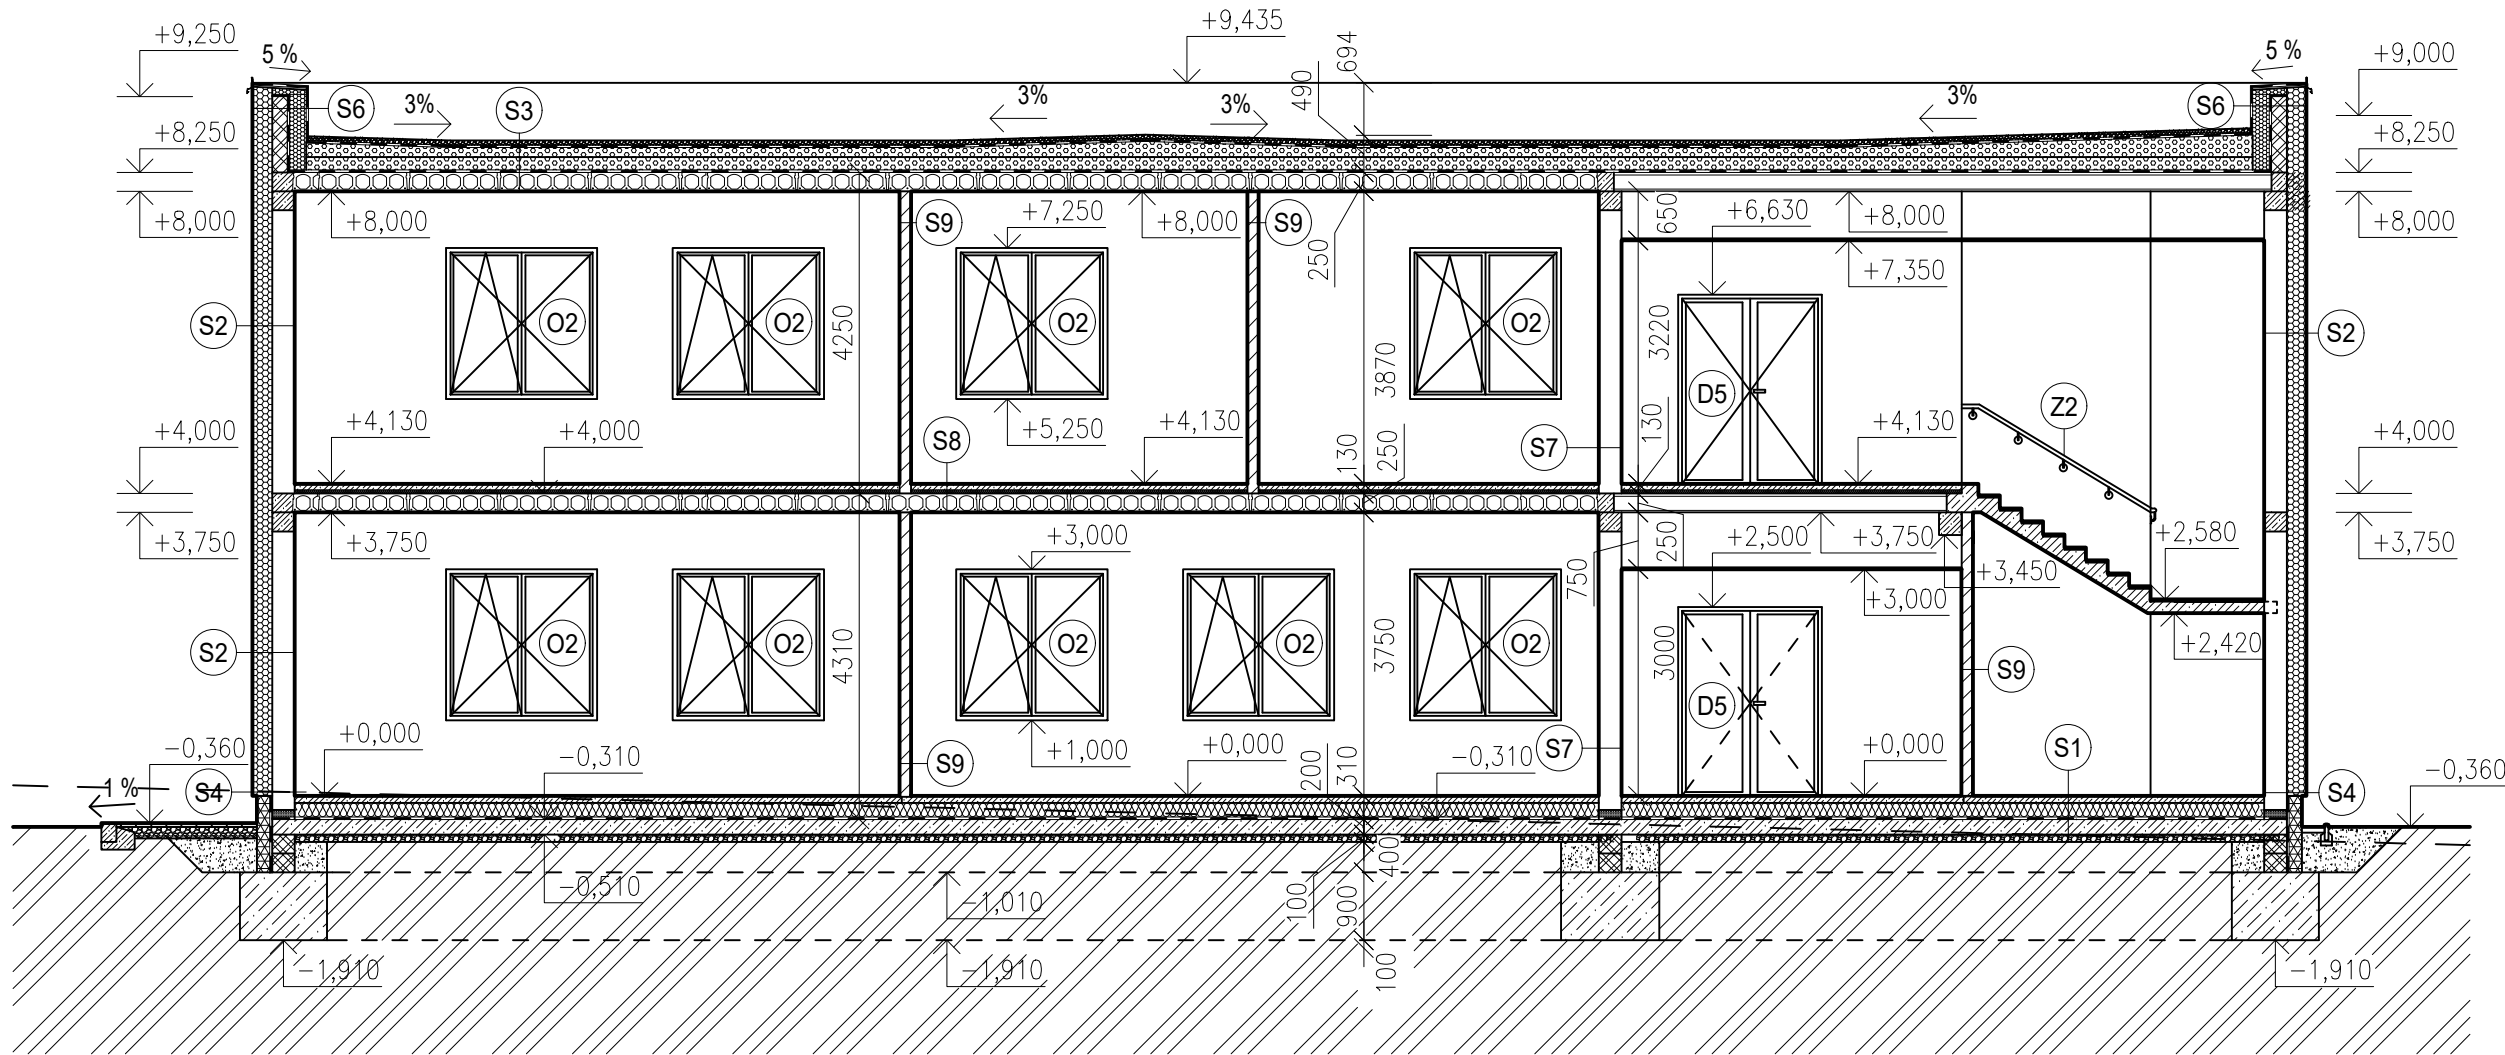 +9,435
+9,250
5 %
694
5 %
+9,000
490
S6
3%
S3
3%
3%
3%
S6
+8,250
+8,250
+8,000
+8,000
S9
+7,250
+8,000
S9
650
+6,630
+8,000
+8,000
250
+7,350
S2
O2
O2
4250
O2
O2
3220
S2
3870
D5
Z2
+4,000
+4,130
+4,000
S8
+5,250
+4,130
130
250
S7
130
+4,130
+4,000
+3,750
+3,750
+3,000
750
250
+2,500
+3,750
+3,450
+2,580
+3,750
+3,000
S2
O2
O2
4310
O2
O2
3750
O2
3000
D5
S9
+2,420
-0,360
+0,000
-0,310
S9
+1,000
+0,000
200
310
-0,310
S7
+0,000
S1
-0,360
1 %
S4
S4
-0,510
-1,010
100
400
900
-1,910
-1,910
100
-1,910